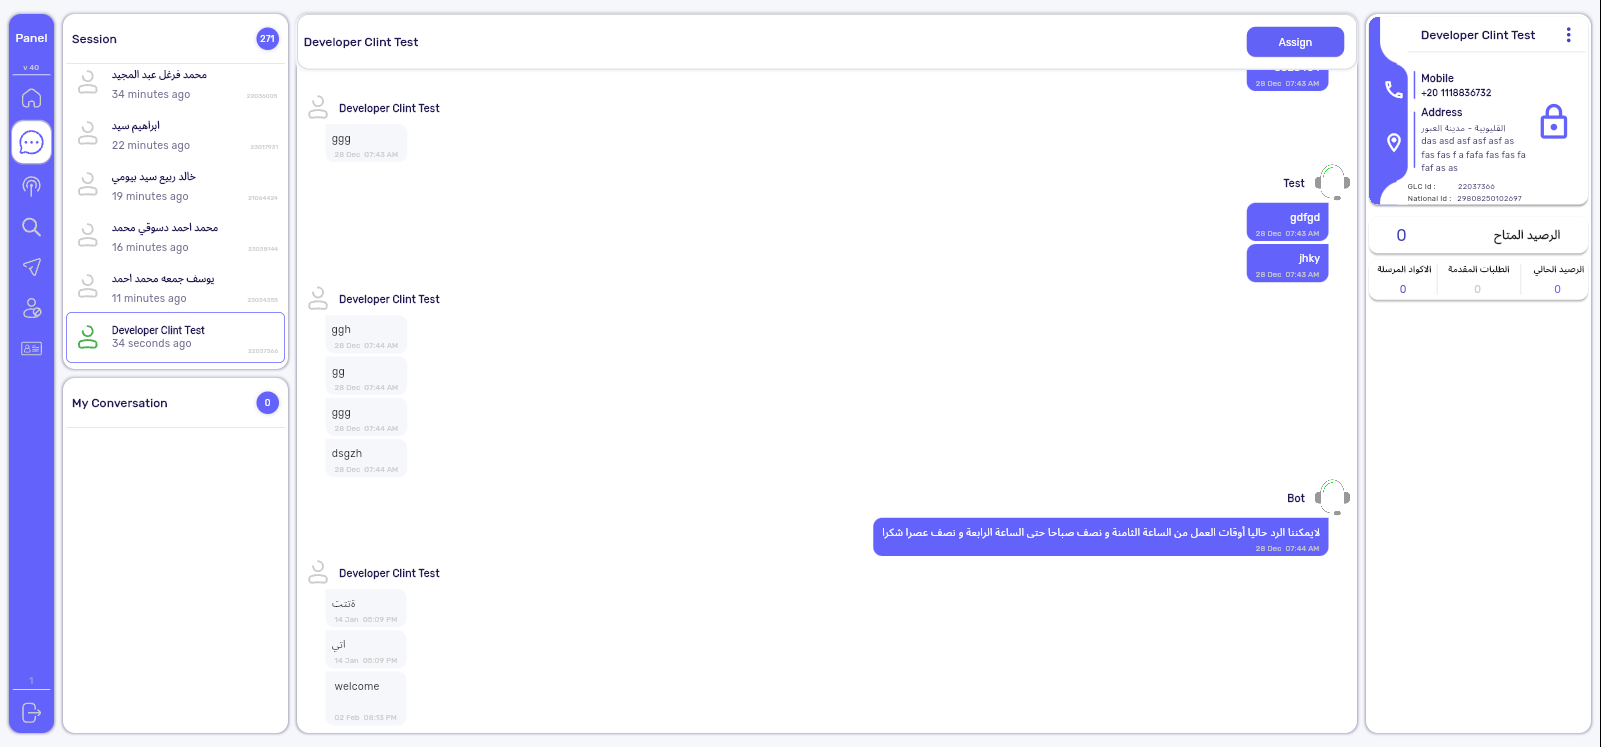 Panel
v 40
1
Session
271
محمد فرغل عبد المجيد
34 minutes ago
22036005
ابراهيم سيد
22 minutes ago
23017931
خالد ربيع سيد بيومي
19 minutes ago
21064424
محمد احمد دسوقي محمد
16 minutes ago
يوسف جمعه محمد احمد
11 minutes ago
Developer Clint Test
34 seconds ago
22037366
My Conversation
0
Developer Clint Test
Assign
28 Dec 07:43 AM
Developer Clint Test
ggg
28 Dec 07:43 AM
Test
gdfgd
28 Dec 07:43 AM
jhky
28 Dec 07:43 AM
Developer Clint Test
ggh
28 Dec 07:44 AM
gg
28 Dec 07:44 AM
ggg
28 Dec 07:44 AM
dsgzh
28 Dec 07:44 AM
Bot
لايمكننا الرد حاليا أوقات العمل من الساعة الثامنة و نصف صباحا حتى الساعة الرابعة و نصف عصرا شكرا
28 Dec 07:44 AM
Developer Clint Test
ةتنت
14 Jan 05:09 PM
اتي
14 Jan 05:09 PM
welcome
02 Feb 08:13 PM
Developer Clint Test
Mobile
+20 1118836732
Address
القليوبية - مدينة العبور
das asd asf asf asf as
fas fas f a fafa fas fas fa
faf as as
GLC Id : 22037366
National Id : 29808250102697
الرصيد المتاح 0
الرصيد الحالي الطلبات المقدمة الاكواد المرسلة
0 0 0